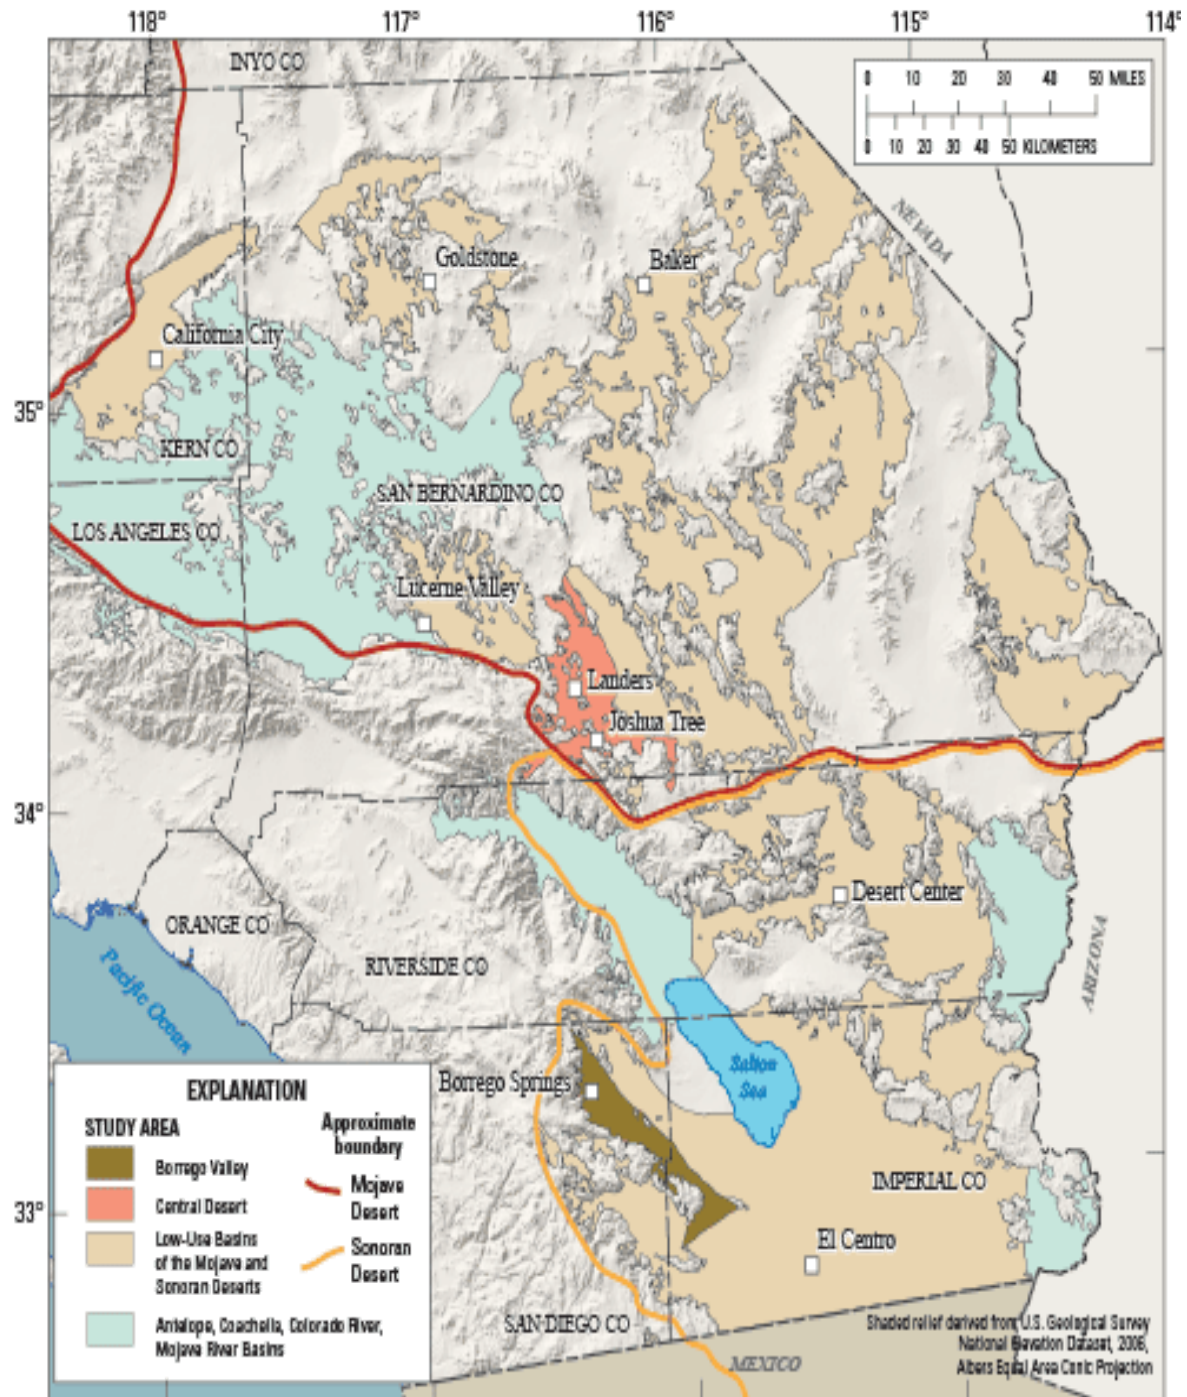 118° 117° 116° 115° 114°
INYO CO
0 10 20 30 40 50 MILES
0 10 20 30 40 50 KILOMETERS
NEVADA
Goldstone
Baker
California City
35°
KERN CO
SAN BERNARDINO CO
LOS ANGELES CO
Lucerne Valley
Landers
Joshua Tree
34°
Desert Center
ORANGE CO
RIVERSIDE CO
ARIZONA
Pacific Ocean
Salton
Sea
Borrego Springs
IMPERIAL CO
33°
El Centro
SAN DIEGO CO
MEXICO
EXPLANATION
STUDY AREA
Borrego Valley
Central Desert
Low-Use Basins
of the Mojave and
Sonoran Deserts
Antelope, Coachella, Colorado River,
Mojave River Basins
Approximate
boundary
Mojave
Desert
Sonoran
Desert
Shaded relief derived from U.S. Geological Survey
National Elevation Dataset, 2006,
Albers Equal Area Conic Projection